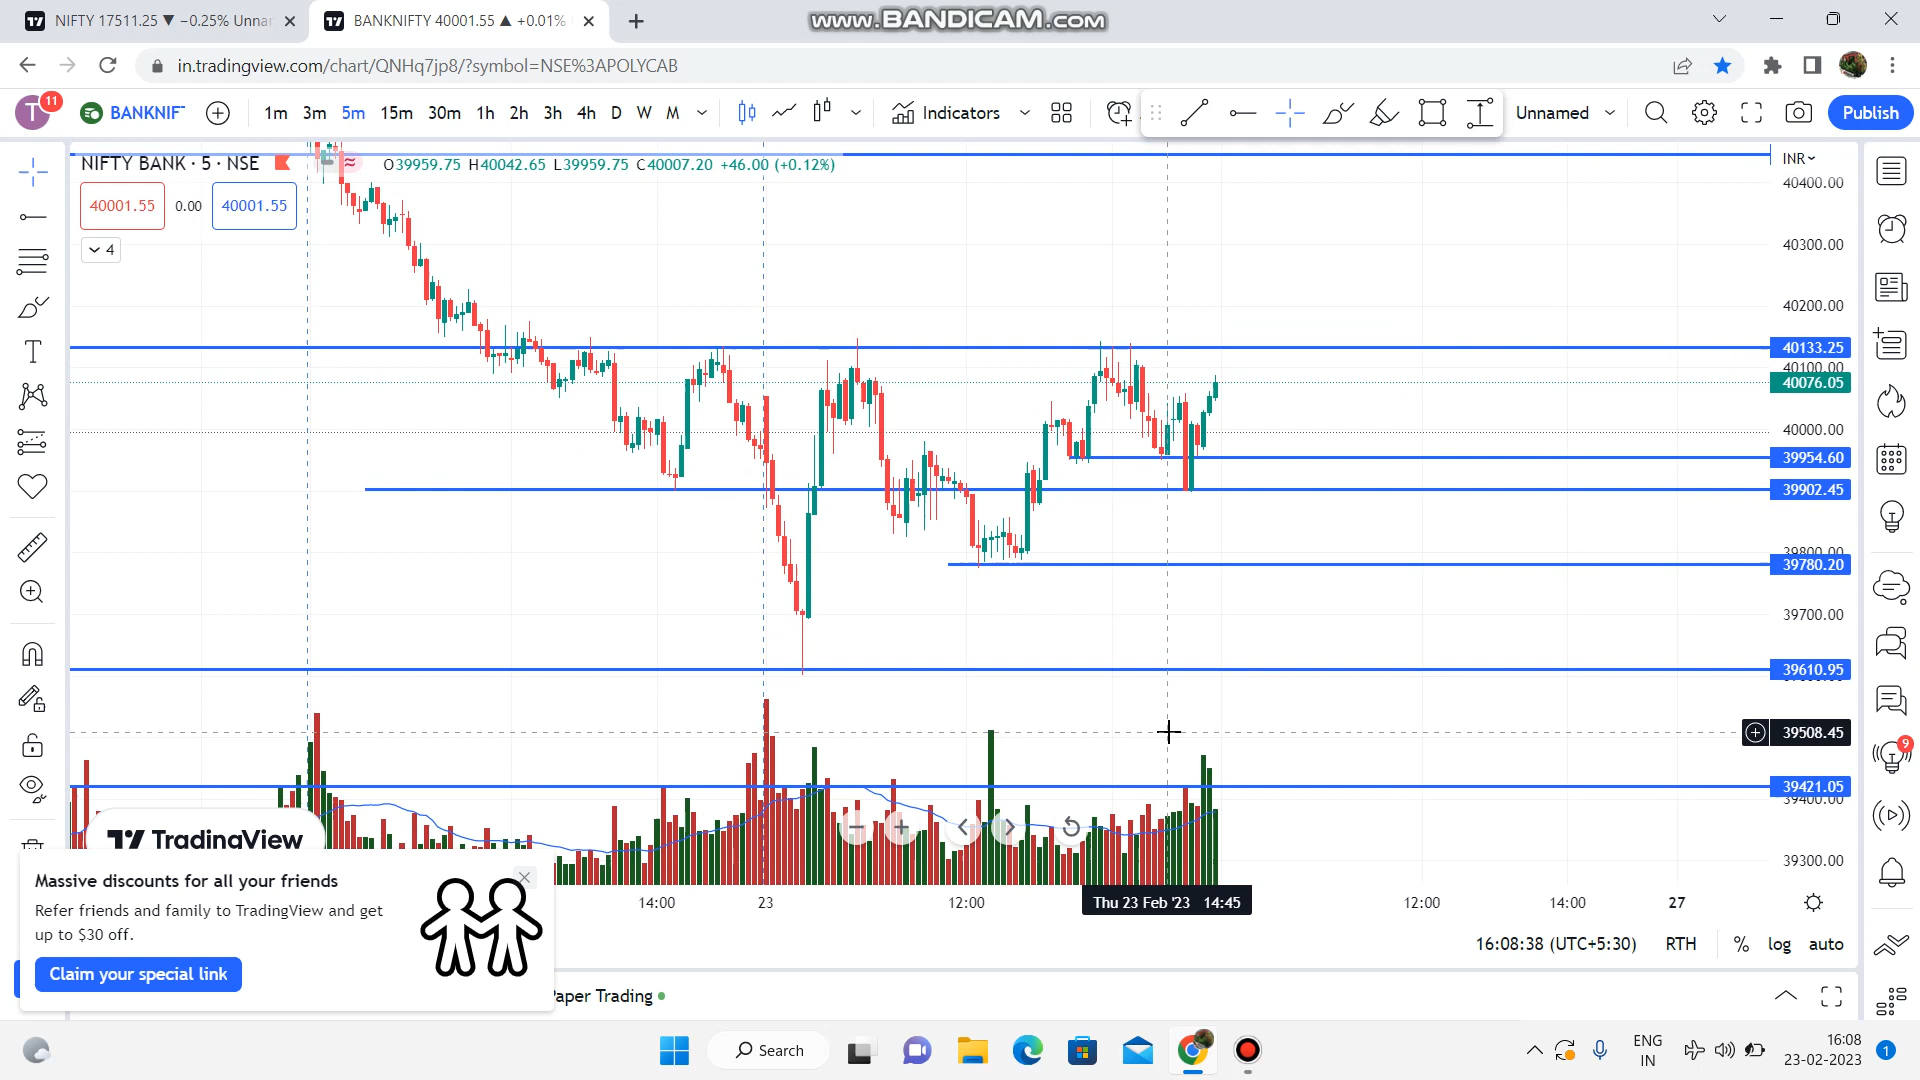 NIFTY 17511.25 ▼ −0.25% Unnar
BANKNIFTY 40001.55 ▲ +0.01%
www.BANDICAM.com
in.tradingview.com/chart/QNHq7jp8/?symbol=NSE%3APOLYCAB
T 11 BANKNIF 1m 3m 5m 15m 30m 1h 2h 3h 4h D W M Indicators Unnamed Publish
NIFTY BANK · 5 · NSE O39959.75 H40042.65 L39959.75 C40007.20 +46.00 (+0.12%)
INR
40400.00
40001.55 0.00 40001.55
4
40300.00
40200.00
40133.25
40100.00
40076.05
40000.00
39954.60
39902.45
39800.00
39780.20
39700.00
39610.95
39508.45
9
39421.05
39400.00
TradingView
39300.00
Massive discounts for all your friends
Refer friends and family to TradingView and get
up to $30 off.
Claim your special link
14:00 23 12:00 Thu 23 Feb '23 14:45 12:00 14:00 27
16:08:38 (UTC+5:30) RTH % log auto
Paper Trading
Search
ENG
IN
16:08
23-02-2023
1